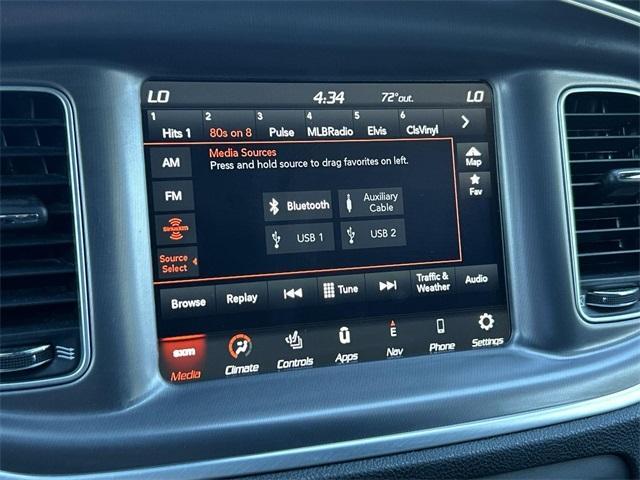 LO 4:34 72°out. LO
1 2 3 4 5 6
Hits 1 80s on 8 Pulse MLBRadio Elvis ClsVinyl
AM
Media Sources
Press and hold source to drag favorites on left.
Map
FM
Bluetooth
Auxiliary
Cable
Fav
SiriusXM
USB 1 USB 2
Source
Select
Browse Replay Tune Traffic &
Weather Audio
sxm
Media Climate Controls Apps E
Nav Phone Settings